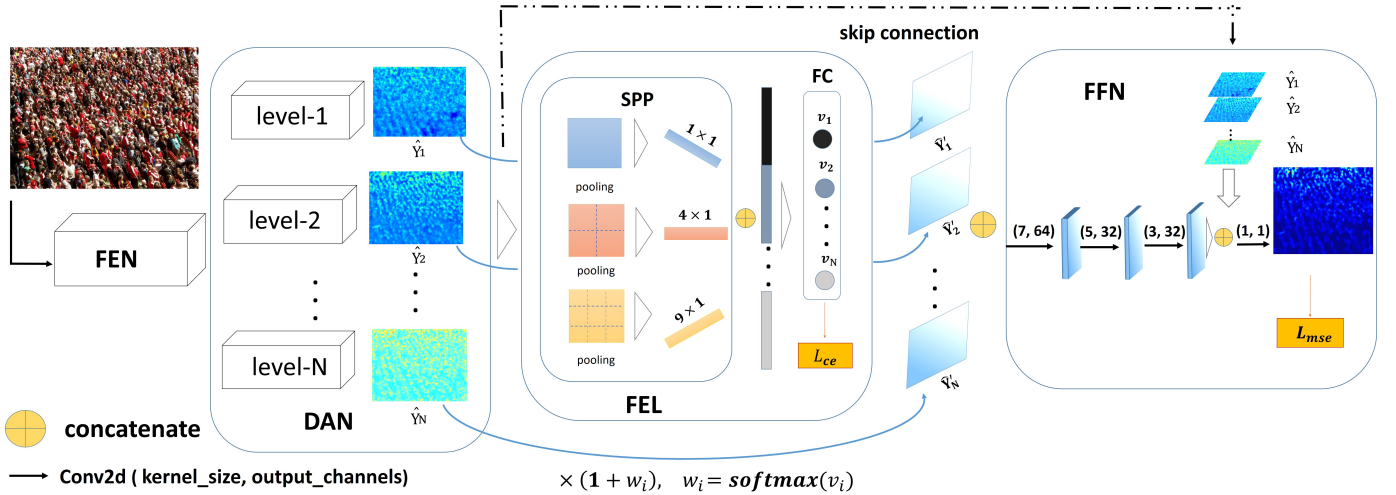 skip connection
level-1
Ŷ1
level-2
Ŷ2
level-N
ŶN
FEN
DAN
SPP
pooling
1 × 1
pooling
4 × 1
pooling
9 × 1
FC
v1
v2
vN
Lce
FEL
Ŷ′1
Ŷ′2
Ŷ′N
FFN
Ŷ1
Ŷ2
ŶN
(7, 64)
(5, 32)
(3, 32)
(1, 1)
Lmse
concatenate
Conv2d ( kernel_size, output_channels)
× (1 + wi), wi = softmax(vi)